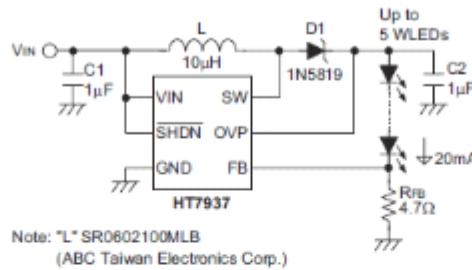 L
D1
Up to
5 WLEDs
VIN
10µH
1N5819
C1
1µF
C2
1µF
VIN
SW
SHDN
OVP
GND
FB
20mA
HT7937
RFB
4.7Ω
Note: "L" SR0602100MLB
(ABC Taiwan Electronics Corp.)